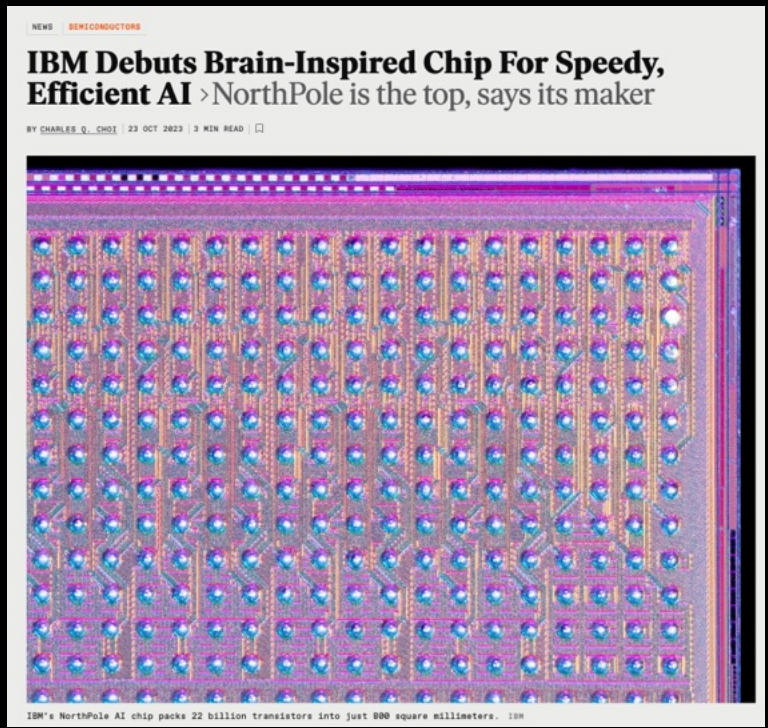 NEWS SEMICONDUCTORS
IBM Debuts Brain-Inspired Chip For Speedy,
Efficient AI >NorthPole is the top, says its maker
BY CHARLES Q. CHOI 23 OCT 2023 3 MIN READ
IBM's NorthPole AI chip packs 22 billion transistors into just 800 square millimeters. IBM